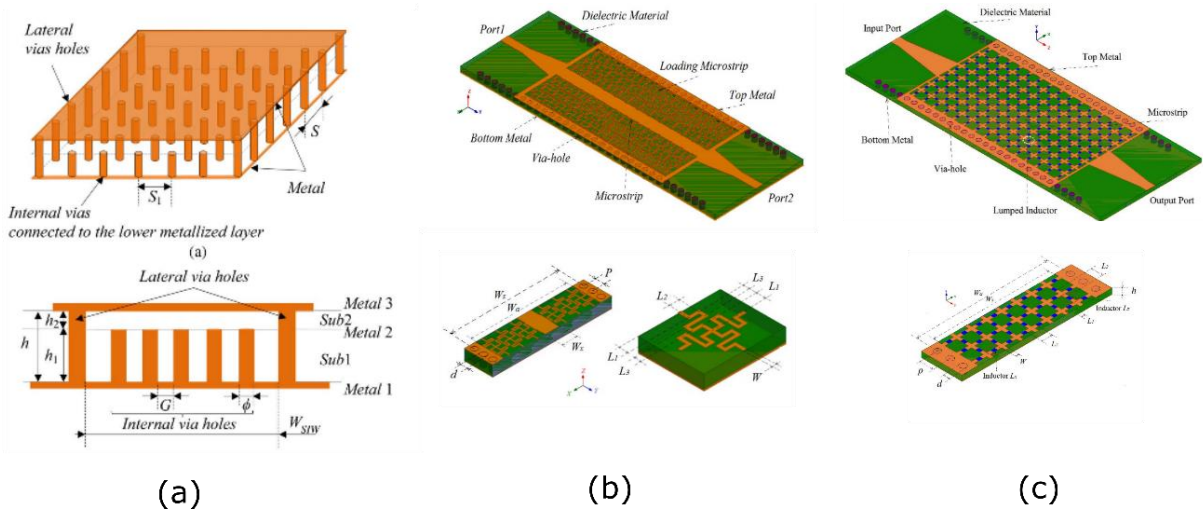 Lateral
vias holes
S
Metal
S1
Internal vias
connected to the lower metallized layer
(a)
Lateral via holes
Metal 3
h2
Sub2
Metal 2
h
h1
Sub1
Metal 1
G
ϕ
Internal via holes
WSIW
(a)
Dielectric Material
Port1
Loading Microstrip
Top Metal
Bottom Metal
Via-hole
Microstrip
Port2
P
Ws
Wa
d
L3
L1
L2
L1
L3
W
(b)
Dielectric Material
Input Port
Top Metal
Microstrip
Bottom Metal
Via-hole
Lumped Inductor
Output Port
L2
h
W
p
d
(c)